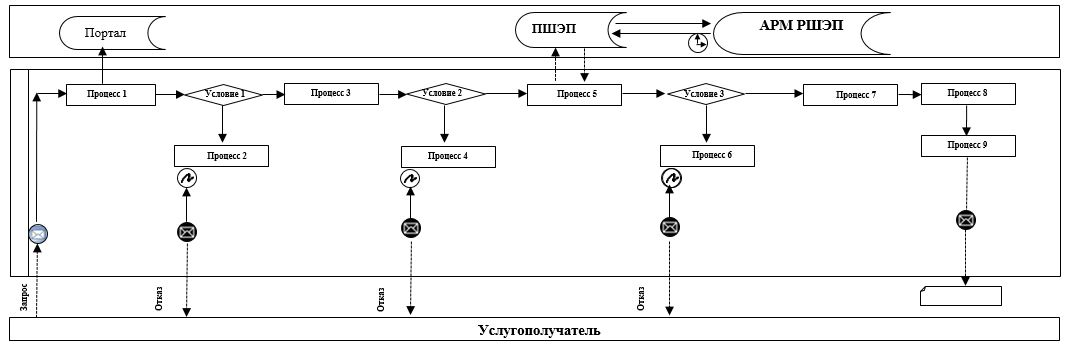 Портал
ПШЭП
АРМ РШЭП
Процесс 1
Условие 1
Процесс 3
Условие 2
Процесс 5
Условие 3
Процесс 7
Процесс 8
Процесс 2
Процесс 4
Процесс 6
Процесс 9
Запрос
Отказ
Отказ
Отказ
Услугополучатель